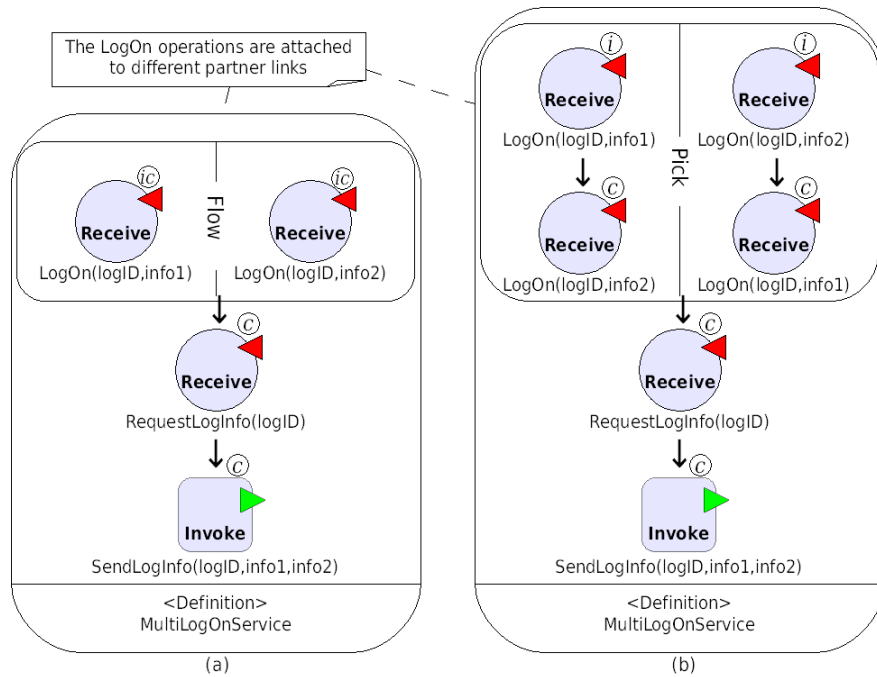 The LogOn operations are attached
to different partner links
ic
Receive
LogOn(logID,info1)
Flow
ic
Receive
LogOn(logID,info2)
c
Receive
RequestLogInfo(logID)
c
Invoke
SendLogInfo(logID,info1,info2)
<Definition>
MultiLogOnService
(a)
i
Receive
LogOn(logID,info1)
c
Receive
LogOn(logID,info2)
Pick
i
Receive
LogOn(logID,info2)
c
Receive
LogOn(logID,info1)
c
Receive
RequestLogInfo(logID)
c
Invoke
SendLogInfo(logID,info1,info2)
<Definition>
MultiLogOnService
(b)